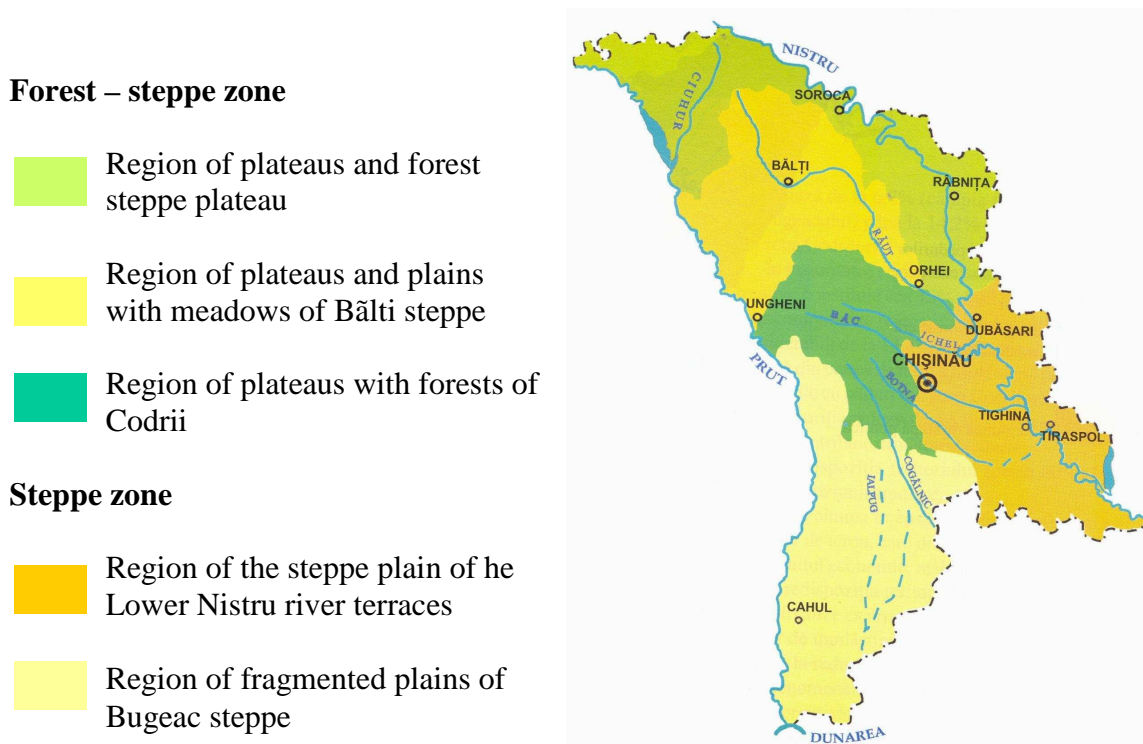 Forest – steppe zone
Region of plateaus and forest
steppe plateau
Region of plateaus and plains
with meadows of Bãlti steppe
Region of plateaus with forests of
Codrii
Steppe zone
Region of the steppe plain of he
Lower Nistru river terraces
Region of fragmented plains of
Bugeac steppe
NISTRU
CIUHUR
SOROCA
BĂLŢI
RÂBNIŢA
RĂUT
ORHEI
UNGHENI
BÂC
DUBĂSARI
ICHEL
CHIŞINĂU
PRUT
BOTNA
TIGHINA
TIRASPOL
COGÂLNIC
IALPUG
CAHUL
DUNAREA